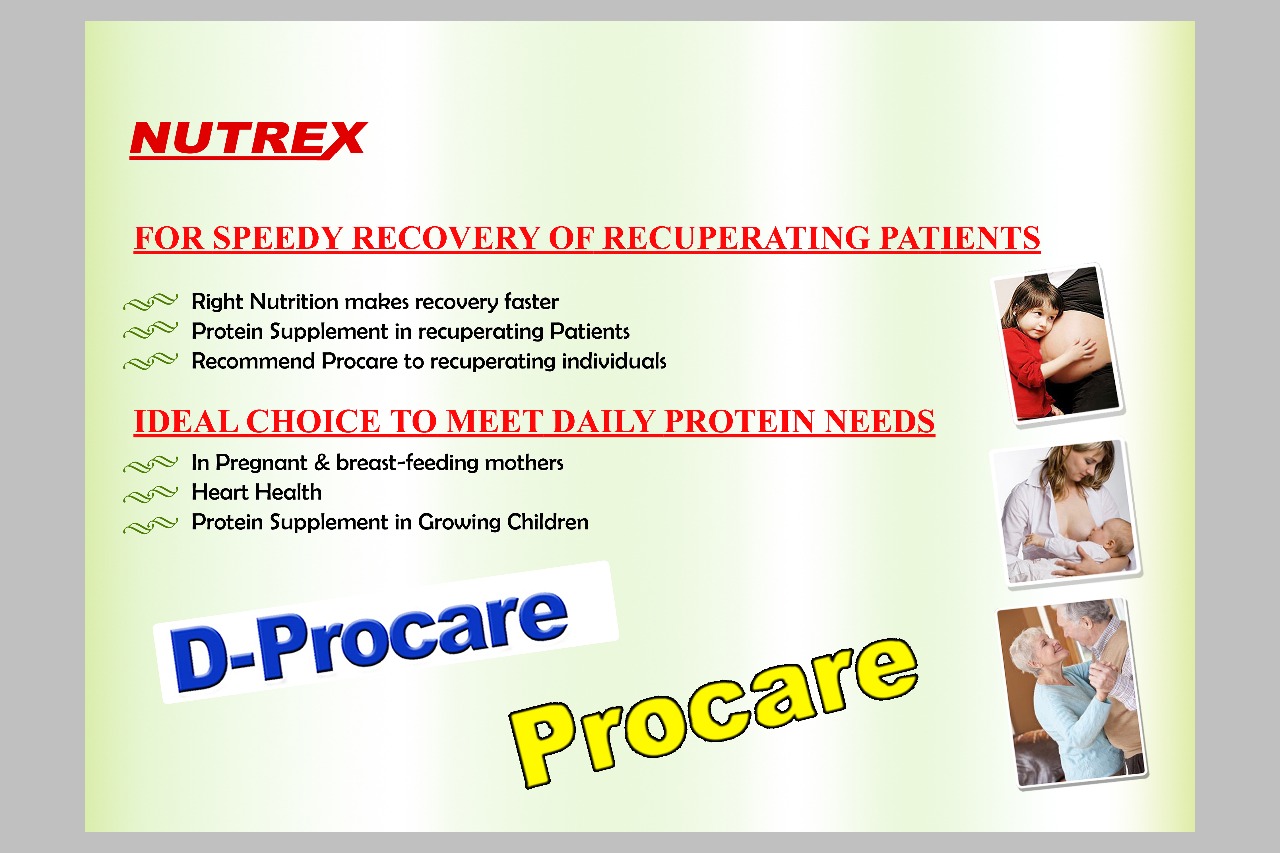 NUTREX
FOR SPEEDY RECOVERY OF RECUPERATING PATIENTS
Right Nutrition makes recovery faster
Protein Supplement in recuperating Patients
Recommend Procare to recuperating individuals
IDEAL CHOICE TO MEET DAILY PROTEIN NEEDS
In Pregnant & breast-feeding mothers
Heart Health
Protein Supplement in Growing Children
D-Procare
Procare